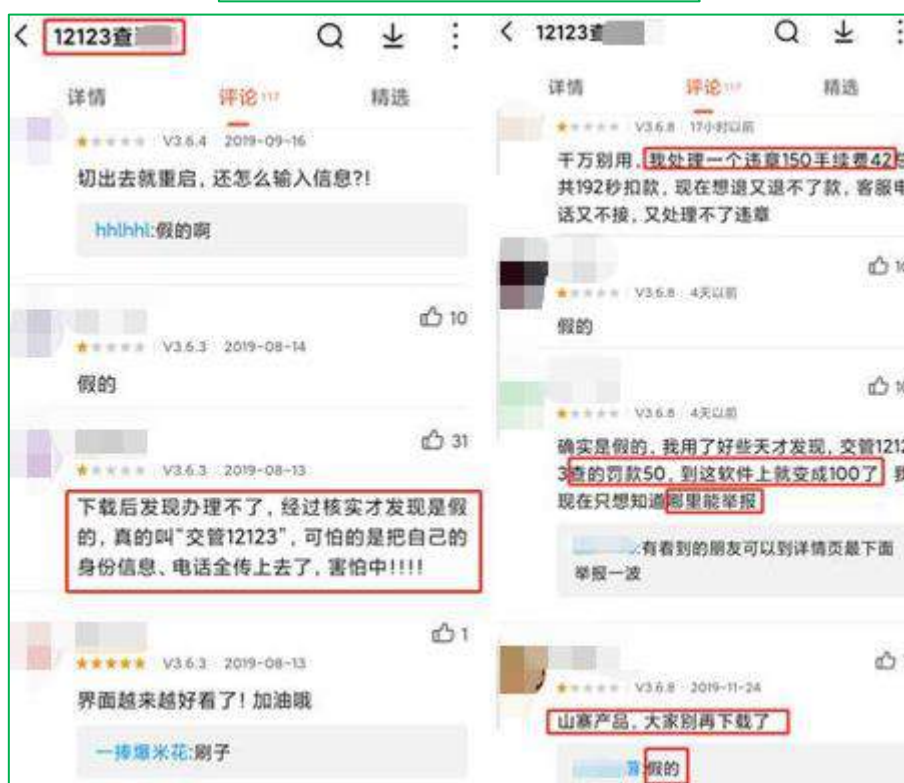 12123查
详情
评论117
精选
V3.6.4 2019-09-16
切出去就重启，还怎么输入信息?!
hhlhhl:假的啊
10
V3.6.3 2019-08-14
假的
31
V3.6.3 2019-08-13
下载后发现办理不了，经过核实才发现是假
的，真的叫“交管12123”，可怕的是把自己的
身份信息、电话全传上去了，害怕中!!!!
1
V3.6.3 2019-08-13
界面越来越好看了! 加油哦
一捧爆米花:刷子
12123查
详情
评论117
精选
V3.6.8 17小时以前
千万别用，我处理一个违章150手续费42
共192秒扣款，现在想退又退不了款，客服电
话又不接，又处理不了违章
V3.6.8 4天以前
假的
V3.6.8 4天以前
确实是假的，我用了好些天才发现，交管1212
3查的罚款50，到这软件上就变成100了
现在只想知道哪里能举报
:有看到的朋友可以到详情页最下面
举报一波
V3.6.8 2019-11-24
山寨产品，大家别再下载了
假的